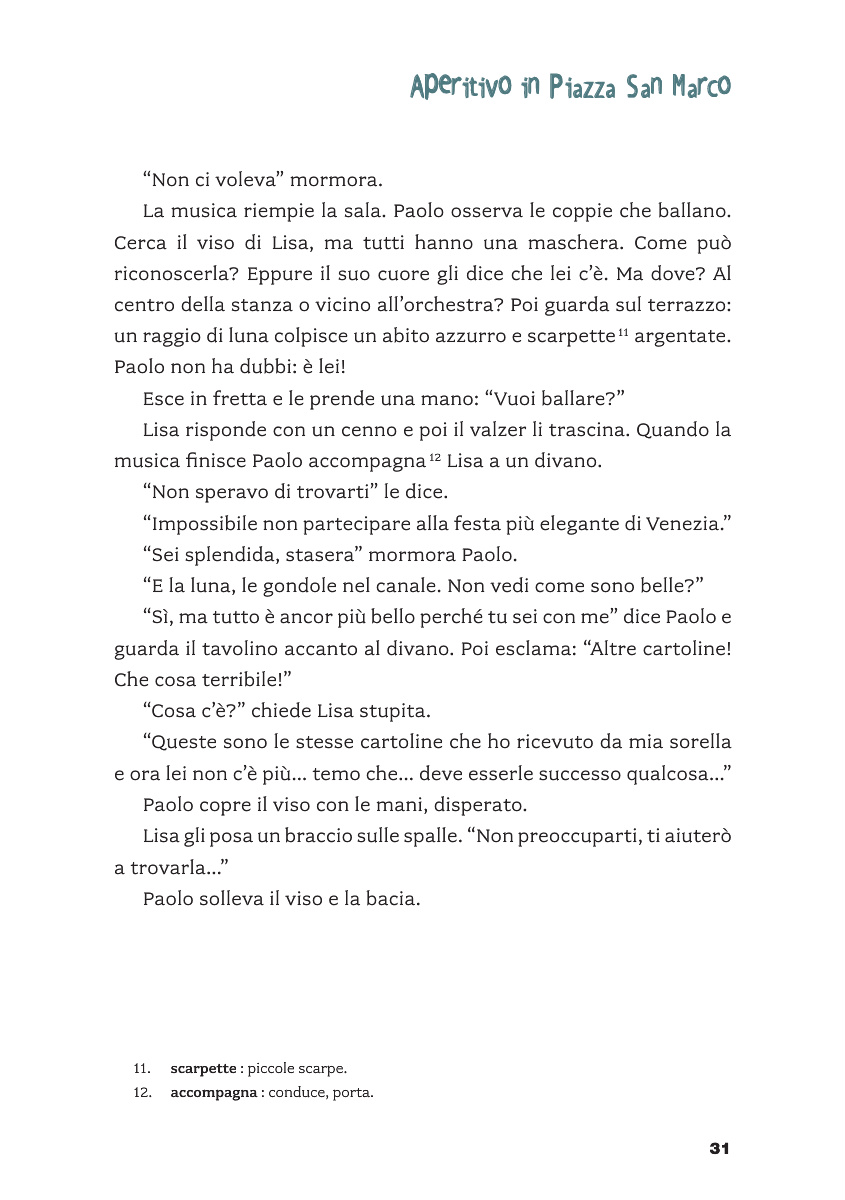 Aperitivo in Piazza San Marco
“Non ci voleva” mormora.
La musica riempie la sala. Paolo osserva le coppie che ballano.
Cerca il viso di Lisa, ma tutti hanno una maschera. Come può
riconoscerla? Eppure il suo cuore gli dice che lei c’è. Ma dove? Al
centro della stanza o vicino all’orchestra? Poi guarda sul terrazzo:
un raggio di luna colpisce un abito azzurro e scarpette¹¹ argentate.
Paolo non ha dubbi: è lei!
Esce in fretta e le prende una mano: “Vuoi ballare?”
Lisa risponde con un cenno e poi il valzer li trascina. Quando la
musica finisce Paolo accompagna¹² Lisa a un divano.
“Non speravo di trovarti” le dice.
“Impossibile non partecipare alla festa più elegante di Venezia.”
“Sei splendida, stasera” mormora Paolo.
“E la luna, le gondole nel canale. Non vedi come sono belle?”
“Sì, ma tutto è ancor più bello perché tu sei con me” dice Paolo e
guarda il tavolino accanto al divano. Poi esclama: “Altre cartoline!
Che cosa terribile!”
“Cosa c’è?” chiede Lisa stupita.
“Queste sono le stesse cartoline che ho ricevuto da mia sorella
e ora lei non c’è più... temo che... deve esserle successo qualcosa...”
Paolo copre il viso con le mani, disperato.
Lisa gli posa un braccio sulle spalle. “Non preoccuparti, ti aiuterò
a trovarla...”
Paolo solleva il viso e la bacia.
11. scarpette : piccole scarpe.
12. accompagna : conduce, porta.
31